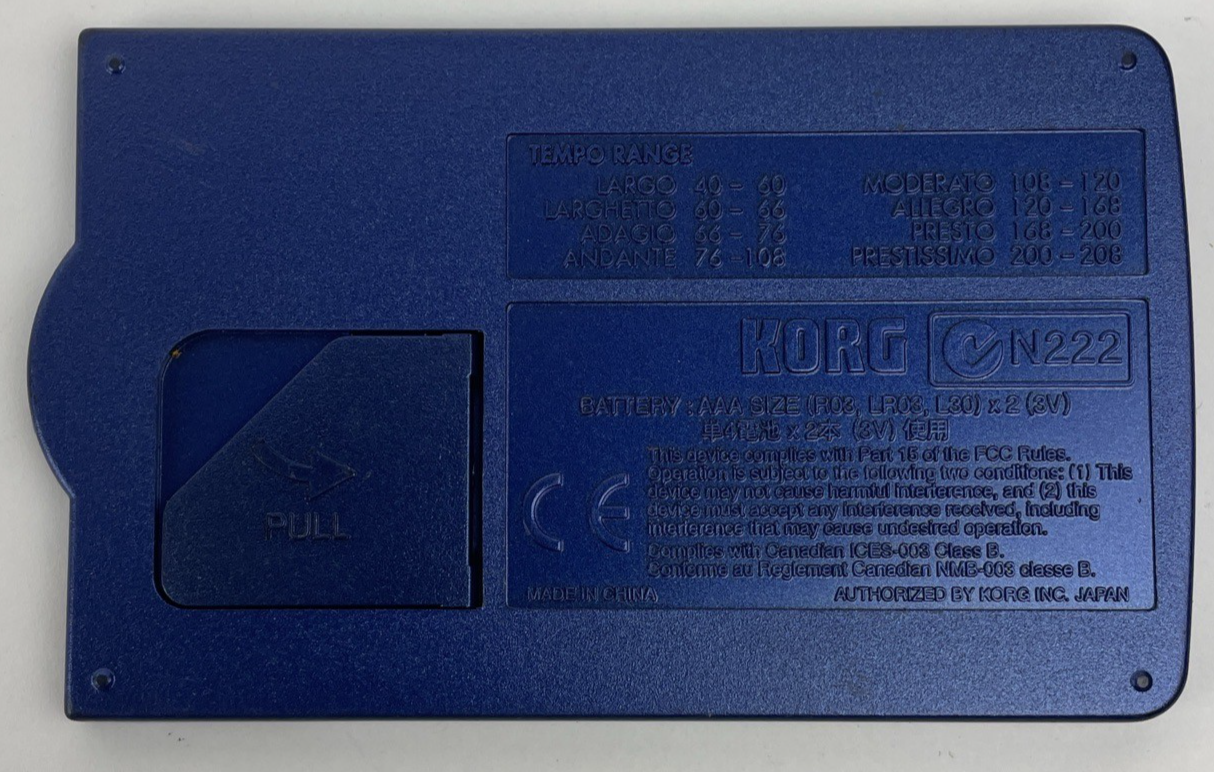 TEMPO RANGE
LARGO 40 - 60
LARGHETTO 60 - 66
ADAGIO 66 - 76
ANDANTE 76 -108
MODERATO 108 - 120
ALLEGRO 120 - 168
PRESTO 168 - 200
PRESTISSIMO 200 - 208
KORG N222
BATTERY : AAA SIZE (R03, LR03, L30) x 2 (3V)
単4電池 x 2本 (3V) 使用
This device complies with Part 15 of the FCC Rules.
Operation is subject to the following two conditions: (1) This
device may not cause harmful interference, and (2) this
device must accept any interference received, including
interference that may cause undesired operation.
Complies with Canadian ICES-003 Class B.
Conforme au Reglement Canadian NMB-003 classe B.
CE
MADE IN CHINA
AUTHORIZED BY KORG INC. JAPAN
PULL